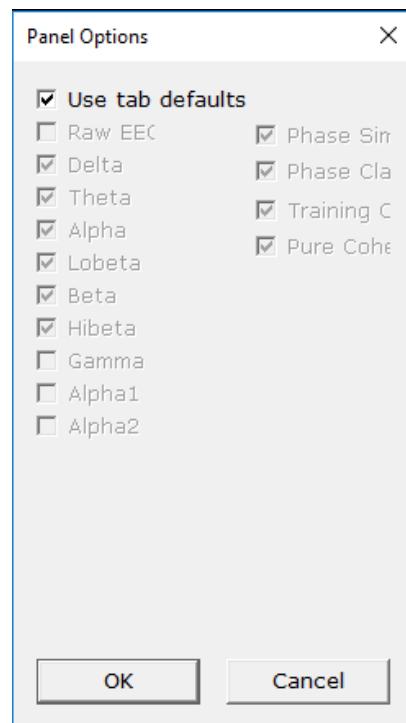 Panel Options
Use tab defaults
Raw EEC
Delta
Theta
Alpha
Lobeta
Beta
Hibeta
Gamma
Alpha1
Alpha2
Phase Sim
Phase Cla
Training C
Pure Cohe
OK
Cancel